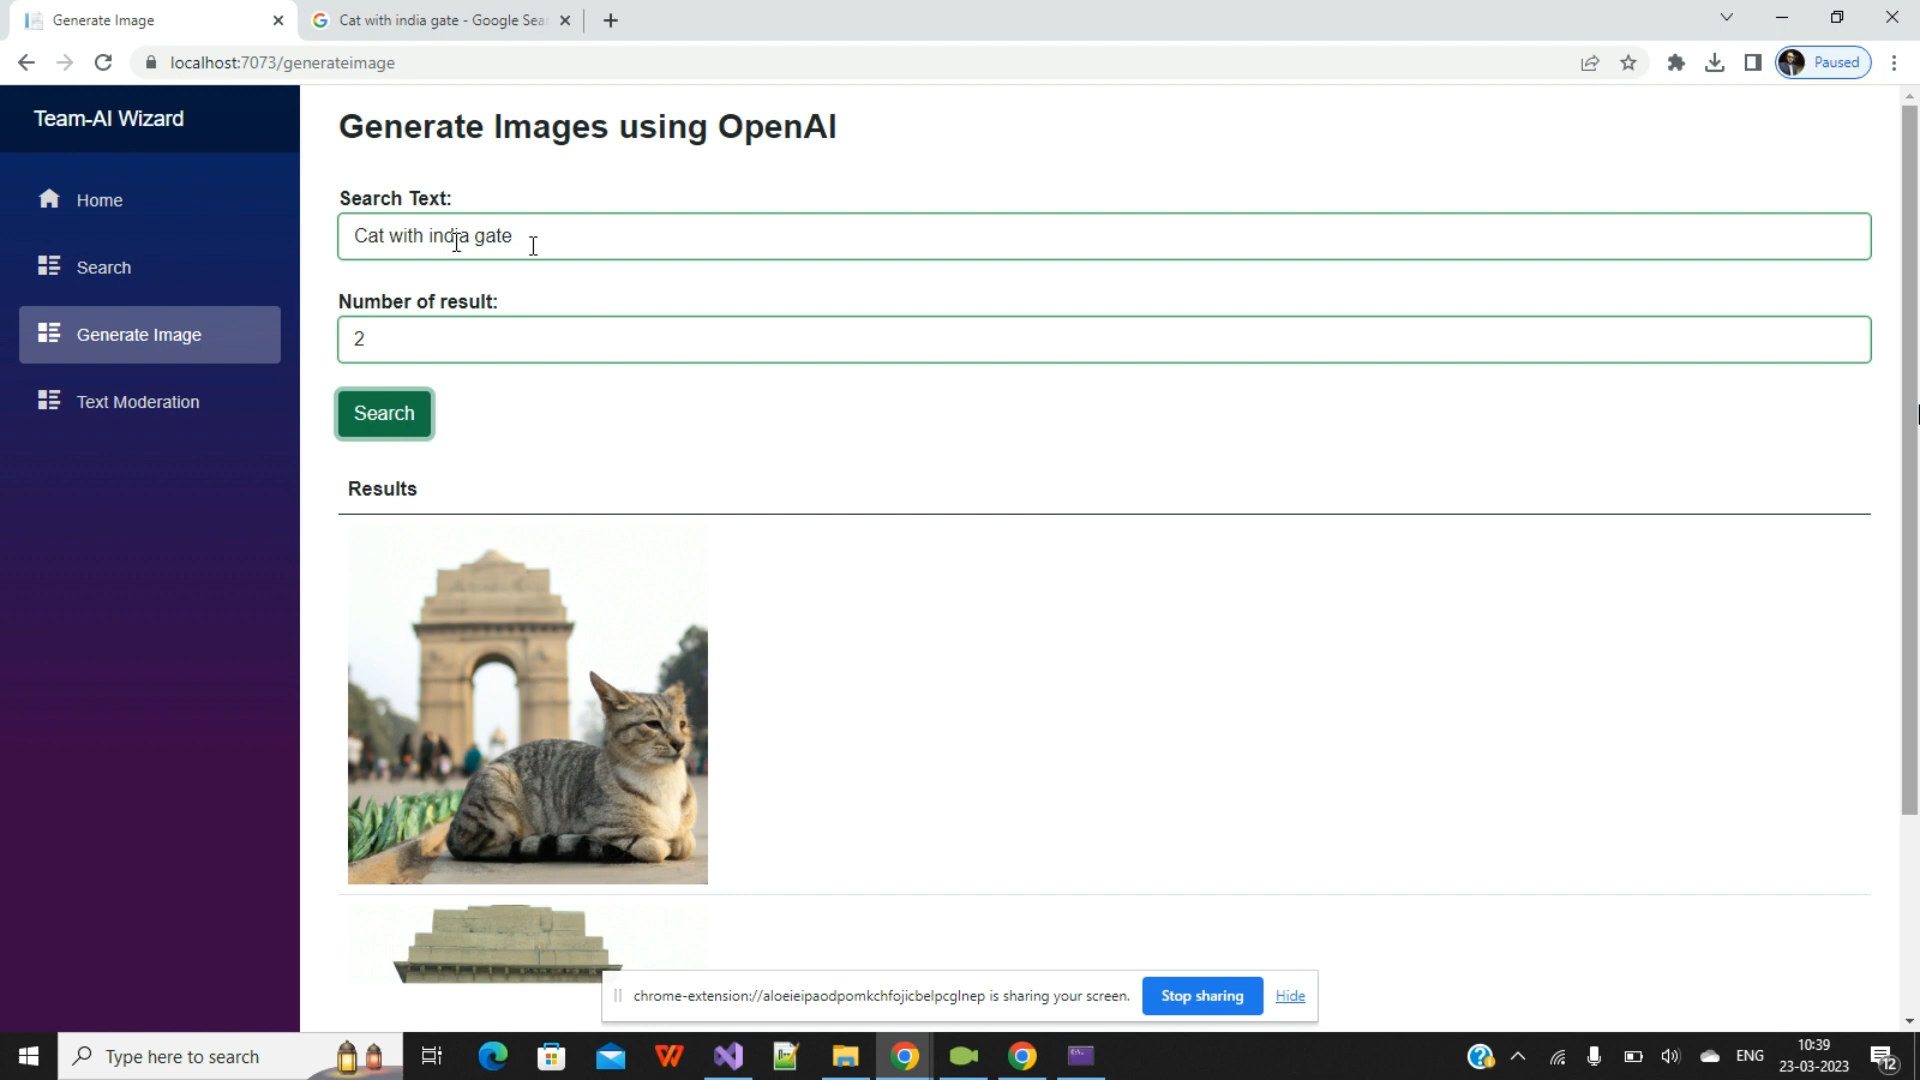 Generate Image
Cat with india gate - Google Sear
localhost:7073/generateimage
Paused
Team-AI Wizard
Home
Search
Generate Image
Text Moderation
Generate Images using OpenAI
Search Text:
Cat with india gate
Number of result:
2
Search
Results
chrome-extension://aloeieipaodpomkchfojicbelpcglnep is sharing your screen.
Stop sharing
Hide
Type here to search
ENG
10:39
23-03-2023
12